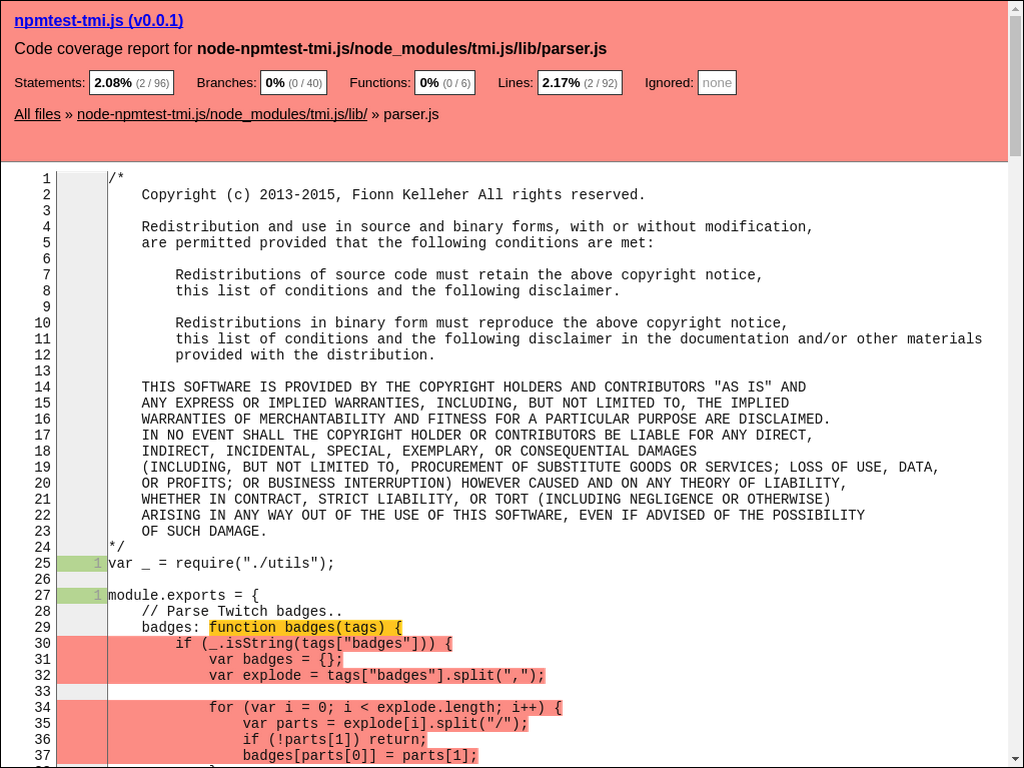 npmtest-tmi.js (v0.0.1)
Code coverage report for node-npmtest-tmi.js/node_modules/tmi.js/lib/parser.js
Statements: 2.08% (2 / 96) Branches: 0% (0 / 40) Functions: 0% (0 / 6) Lines: 2.17% (2 / 92) Ignored: none
All files » node-npmtest-tmi.js/node_modules/tmi.js/lib/ » parser.js
1 /*
2 Copyright (c) 2013-2015, Fionn Kelleher All rights reserved.
3
4 Redistribution and use in source and binary forms, with or without modification,
5 are permitted provided that the following conditions are met:
6
7 Redistributions of source code must retain the above copyright notice,
8 this list of conditions and the following disclaimer.
9
10 Redistributions in binary form must reproduce the above copyright notice,
11 this list of conditions and the following disclaimer in the documentation and/or other materials
12 provided with the distribution.
13
14 THIS SOFTWARE IS PROVIDED BY THE COPYRIGHT HOLDERS AND CONTRIBUTORS "AS IS" AND
15 ANY EXPRESS OR IMPLIED WARRANTIES, INCLUDING, BUT NOT LIMITED TO, THE IMPLIED
16 WARRANTIES OF MERCHANTABILITY AND FITNESS FOR A PARTICULAR PURPOSE ARE DISCLAIMED.
17 IN NO EVENT SHALL THE COPYRIGHT HOLDER OR CONTRIBUTORS BE LIABLE FOR ANY DIRECT,
18 INDIRECT, INCIDENTAL, SPECIAL, EXEMPLARY, OR CONSEQUENTIAL DAMAGES
19 (INCLUDING, BUT NOT LIMITED TO, PROCUREMENT OF SUBSTITUTE GOODS OR SERVICES; LOSS OF USE, DATA,
20 OR PROFITS; OR BUSINESS INTERRUPTION) HOWEVER CAUSED AND ON ANY THEORY OF LIABILITY,
21 WHETHER IN CONTRACT, STRICT LIABILITY, OR TORT (INCLUDING NEGLIGENCE OR OTHERWISE)
22 ARISING IN ANY WAY OUT OF THE USE OF THIS SOFTWARE, EVEN IF ADVISED OF THE POSSIBILITY
23 OF SUCH DAMAGE.
24 */
25 1 var _ = require("./utils");
26
27 1 module.exports = {
28 // Parse Twitch badges..
29 badges: function badges(tags) {
30 if (_.isString(tags["badges"])) {
31 var badges = {};
32 var explode = tags["badges"].split(",");
33
34 for (var i = 0; i < explode.length; i++) {
35 var parts = explode[i].split("/");
36 if (!parts[1]) return;
37 badges[parts[0]] = parts[1];